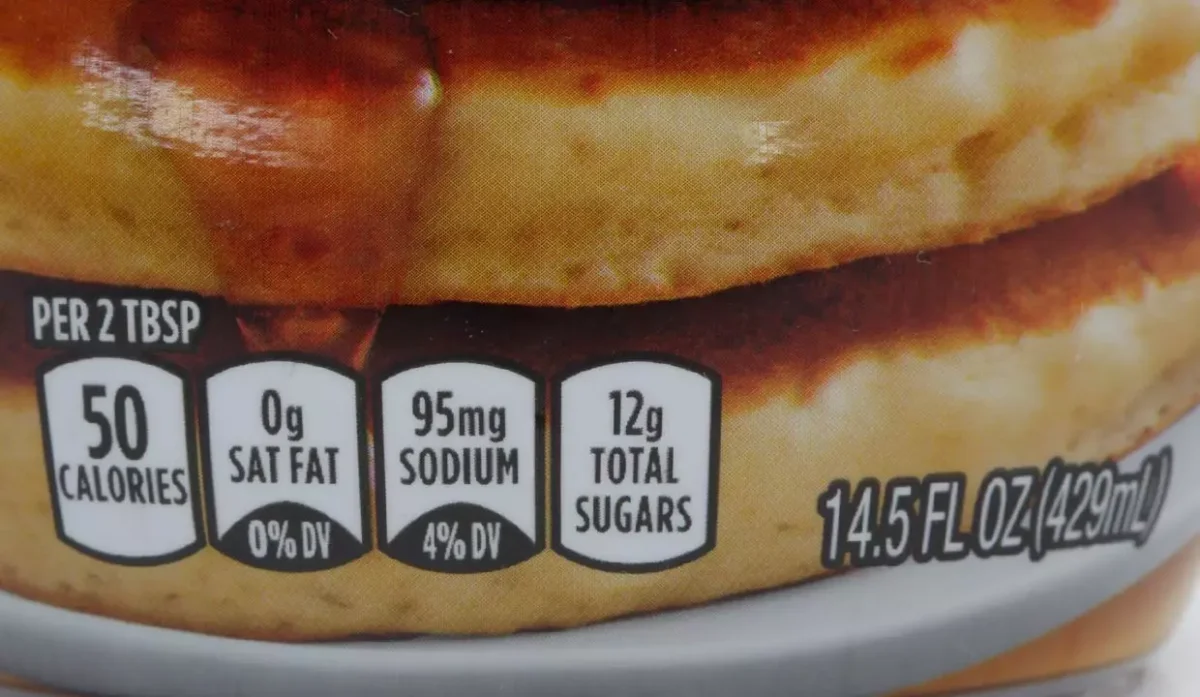 PER 2 TBSP
50
CALORIES
0g
SAT FAT
0% DV
95mg
SODIUM
4% DV
12g
TOTAL
SUGARS
14.5 FL OZ (429mL)